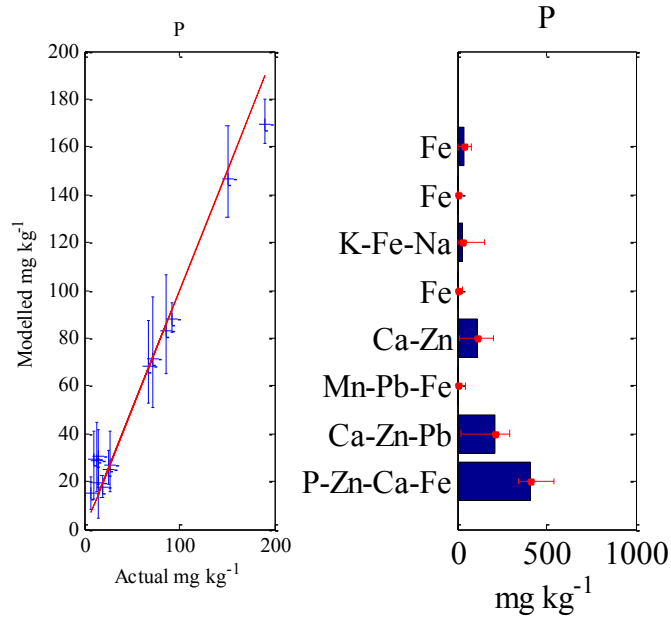 P
200
180
160
140
120
100
80
60
40
20
0
0
100
200
Modelled mg kg⁻¹
Actual mg kg⁻¹
P
Fe
Fe
K-Fe-Na
Fe
Ca-Zn
Mn-Pb-Fe
Ca-Zn-Pb
P-Zn-Ca-Fe
0
500
1000
mg kg⁻¹